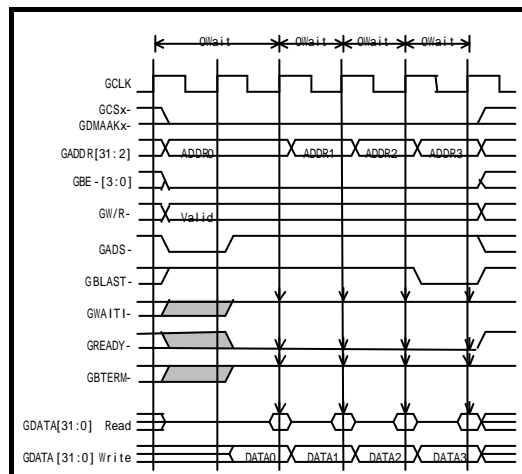 0Wait 0Wait 0Wait 0Wait
GCLK
GCSx-
GDMAAKx-
GADDR[31:2] ADDR0 ADDR1 ADDR2 ADDR3
GBE-[3:0]
GW/R- Valid
GADS-
GBLAST-
GWAITI-
GREADY-
GBTERM-
GDATA[31:0] Read
GDATA[31:0] Write DATA0 DATA1 DATA2 DATA3